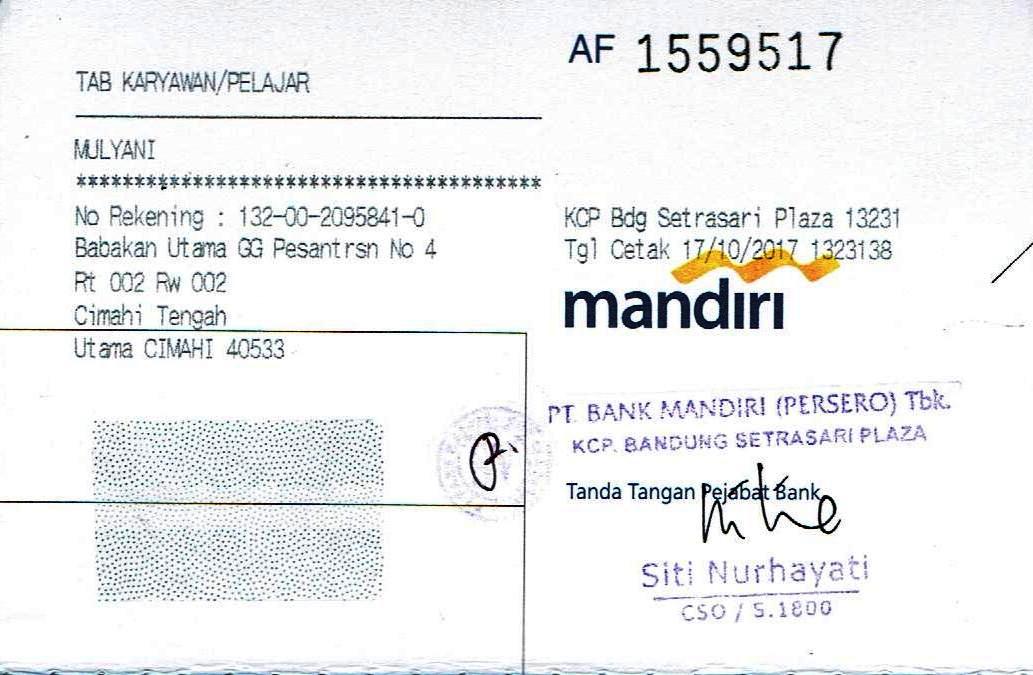 AF 1559517
TAB KARYAWAN/PELAJAR
MULYANI
****************************************
No Rekening : 132-00-2095841-0
Babakan Utama GG Pesantrsn No 4
Rt 002 Rw 002
Cimahi Tengah
Utama CIMAHI 40533
KCP Bdg Setrasari Plaza 13231
Tgl Cetak 17/10/2017 1323138
mandiri
PT. BANK MANDIRI (PERSERO) Tbk.
KCP. BANDUNG SETRASARI PLAZA
Tanda Tangan Pejabat Bank
Siti Nurhayati
CSO / S.1800